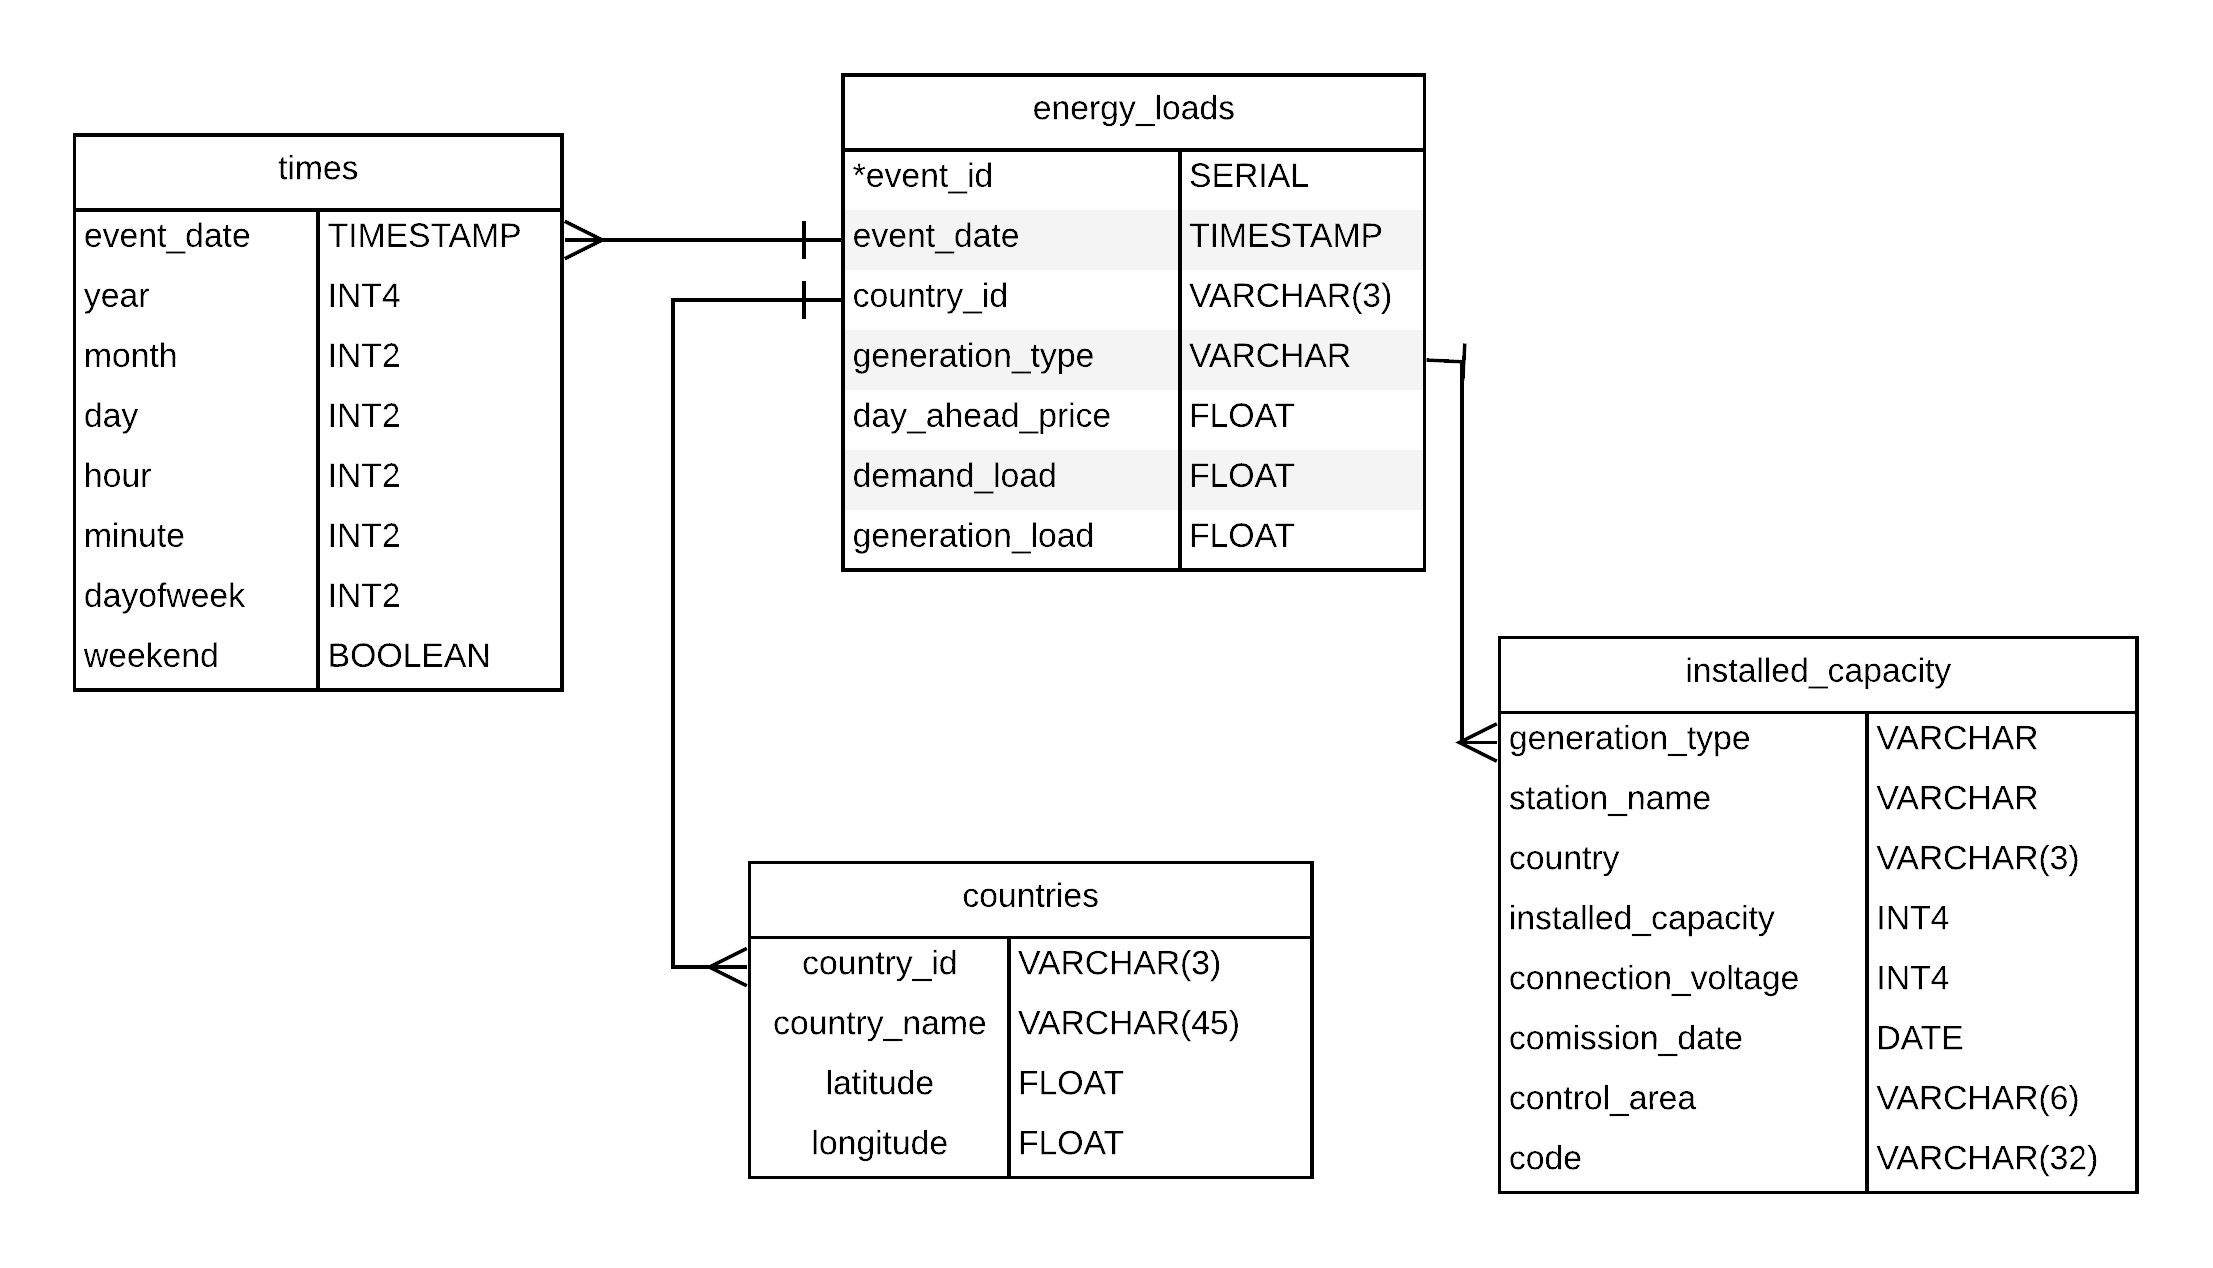 times
event_date TIMESTAMP
year INT4
month INT2
day INT2
hour INT2
minute INT2
dayofweek INT2
weekend BOOLEAN
energy_loads
*event_id SERIAL
event_date TIMESTAMP
country_id VARCHAR(3)
generation_type VARCHAR
day_ahead_price FLOAT
demand_load FLOAT
generation_load FLOAT
countries
country_id VARCHAR(3)
country_name VARCHAR(45)
latitude FLOAT
longitude FLOAT
installed_capacity
generation_type VARCHAR
station_name VARCHAR
country VARCHAR(3)
installed_capacity INT4
connection_voltage INT4
comission_date DATE
control_area VARCHAR(6)
code VARCHAR(32)